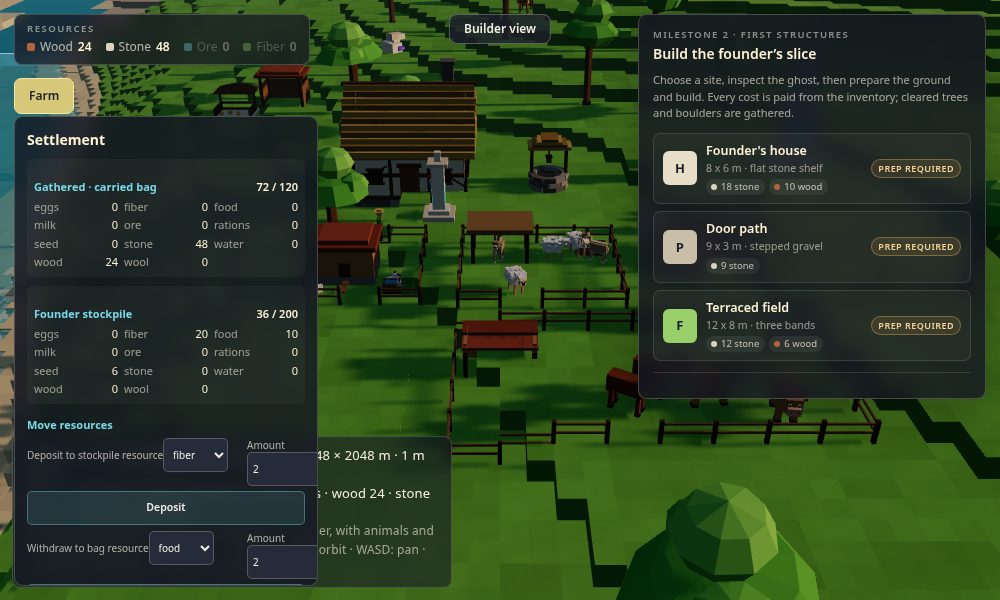 RESOURCES
Wood 24 Stone 48 Ore 0 Fiber 0
Farm
Settlement
Gathered · carried bag 72 / 120
eggs 0 fiber 0 food 0
milk 0 ore 0 rations 0
seed 0 stone 48 water 0
wood 24 wool 0
Founder stockpile 36 / 200
eggs 0 fiber 20 food 10
milk 0 ore 0 rations 0
seed 6 stone 0 water 0
wood 0 wool 0
Move resources
Deposit to stockpile resource fiber Amount 2
Deposit
Withdraw to bag resource food Amount 2
48 × 2048 m · 1 m
s · wood 24 · stone
er, with animals and
orbit · WASD: pan ·
Builder view
MILESTONE 2 · FIRST STRUCTURES
Build the founder's slice
Choose a site, inspect the ghost, then prepare the ground
and build. Every cost is paid from the inventory; cleared trees
and boulders are gathered.
H Founder's house
8 x 6 m · flat stone shelf
18 stone 10 wood
PREP REQUIRED
P Door path
9 x 3 m · stepped gravel
9 stone
PREP REQUIRED
F Terraced field
12 x 8 m · three bands
12 stone 6 wood
PREP REQUIRED